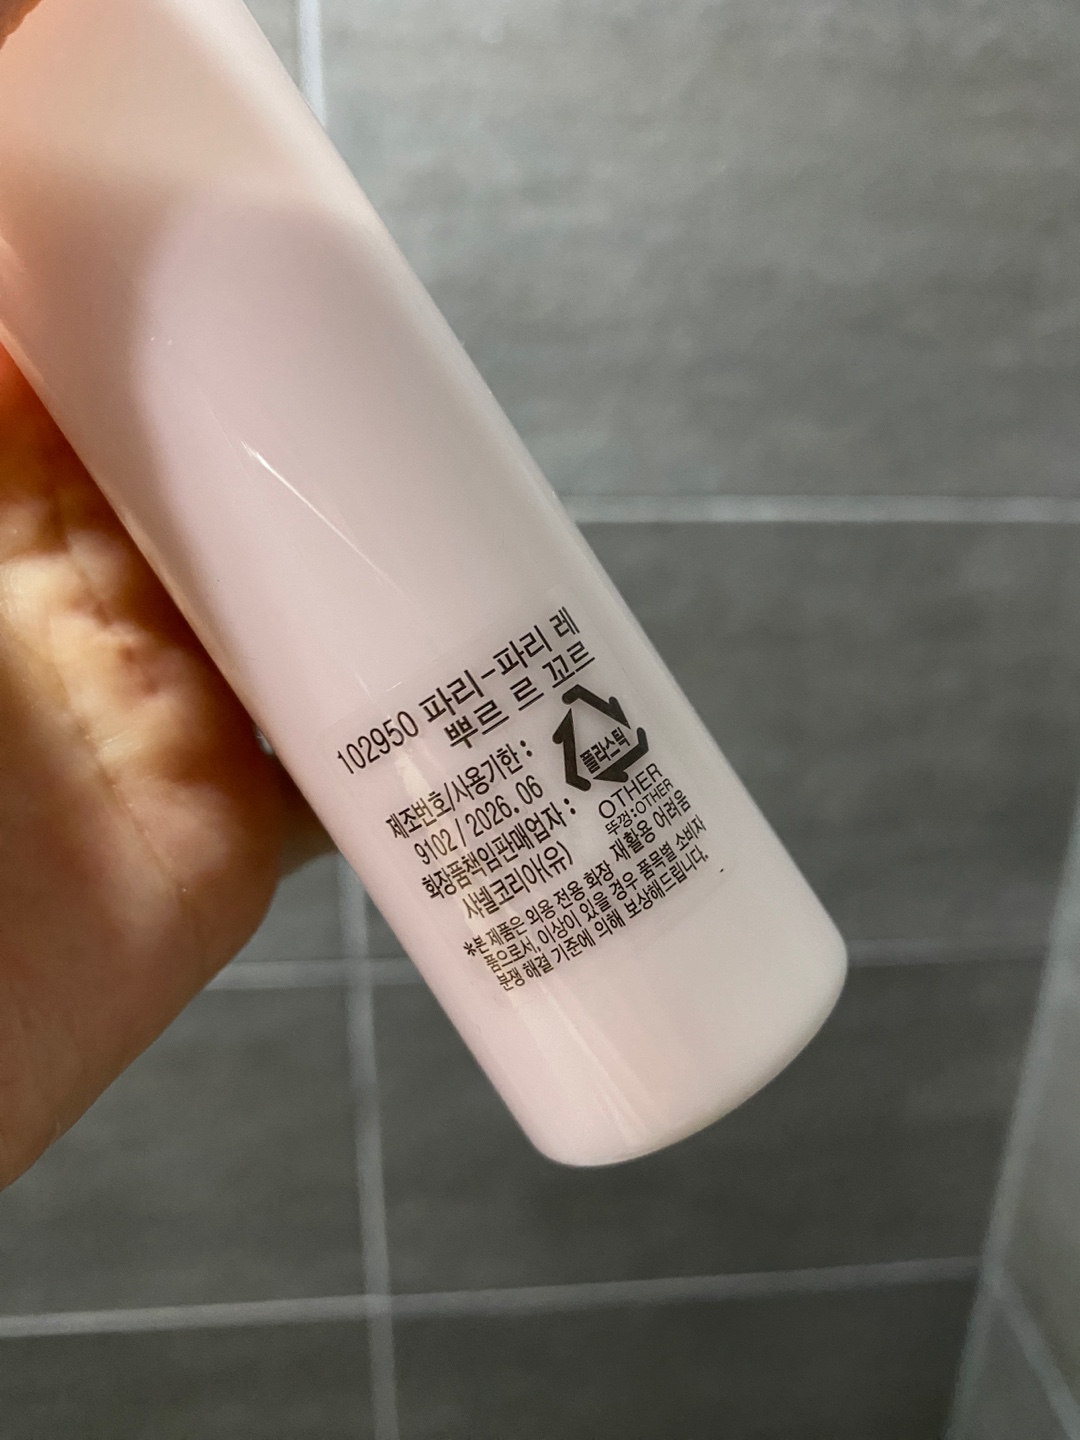 102950 파리-파리 레
뿌르 르 꼬르
제조번호/사용기한 :
9102 / 2026. 06
화장품책임판매업자 :
샤넬코리아(유)
플라스틱
OTHER
뚜껑:OTHER
재활용 어려움
*본 제품은 외용 전용 화장
품으로서, 이상이 있을 경우 품목별 소비자
분쟁 해결 기준에 의해 보상해드립니다.